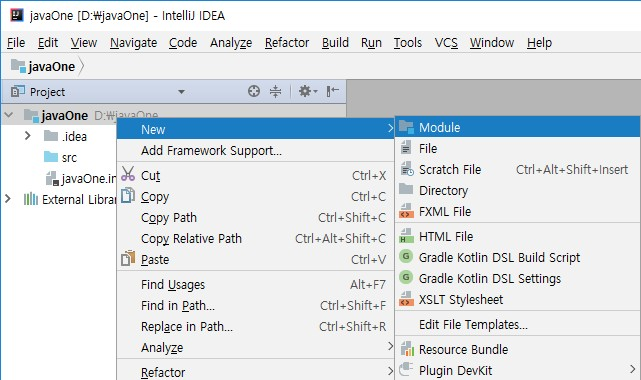 javaOne [D:₩javaOne] - IntelliJ IDEA
File Edit View Navigate Code Analyze Refactor Build Run Tools VCS Window Help
javaOne
Project
javaOne D:₩javaOne
.idea
src
javaOne.im
External Librar
New
Add Framework Support...
Cut Ctrl+X
Copy Ctrl+C
Copy Path Ctrl+Shift+C
Copy Relative Path Ctrl+Alt+Shift+C
Paste Ctrl+V
Find Usages Alt+F7
Find in Path... Ctrl+Shift+F
Replace in Path... Ctrl+Shift+R
Analyze
Refactor
Module
File
Scratch File Ctrl+Alt+Shift+Insert
Directory
FXML File
HTML File
Gradle Kotlin DSL Build Script
Gradle Kotlin DSL Settings
XSLT Stylesheet
Edit File Templates...
Resource Bundle
Plugin DevKit